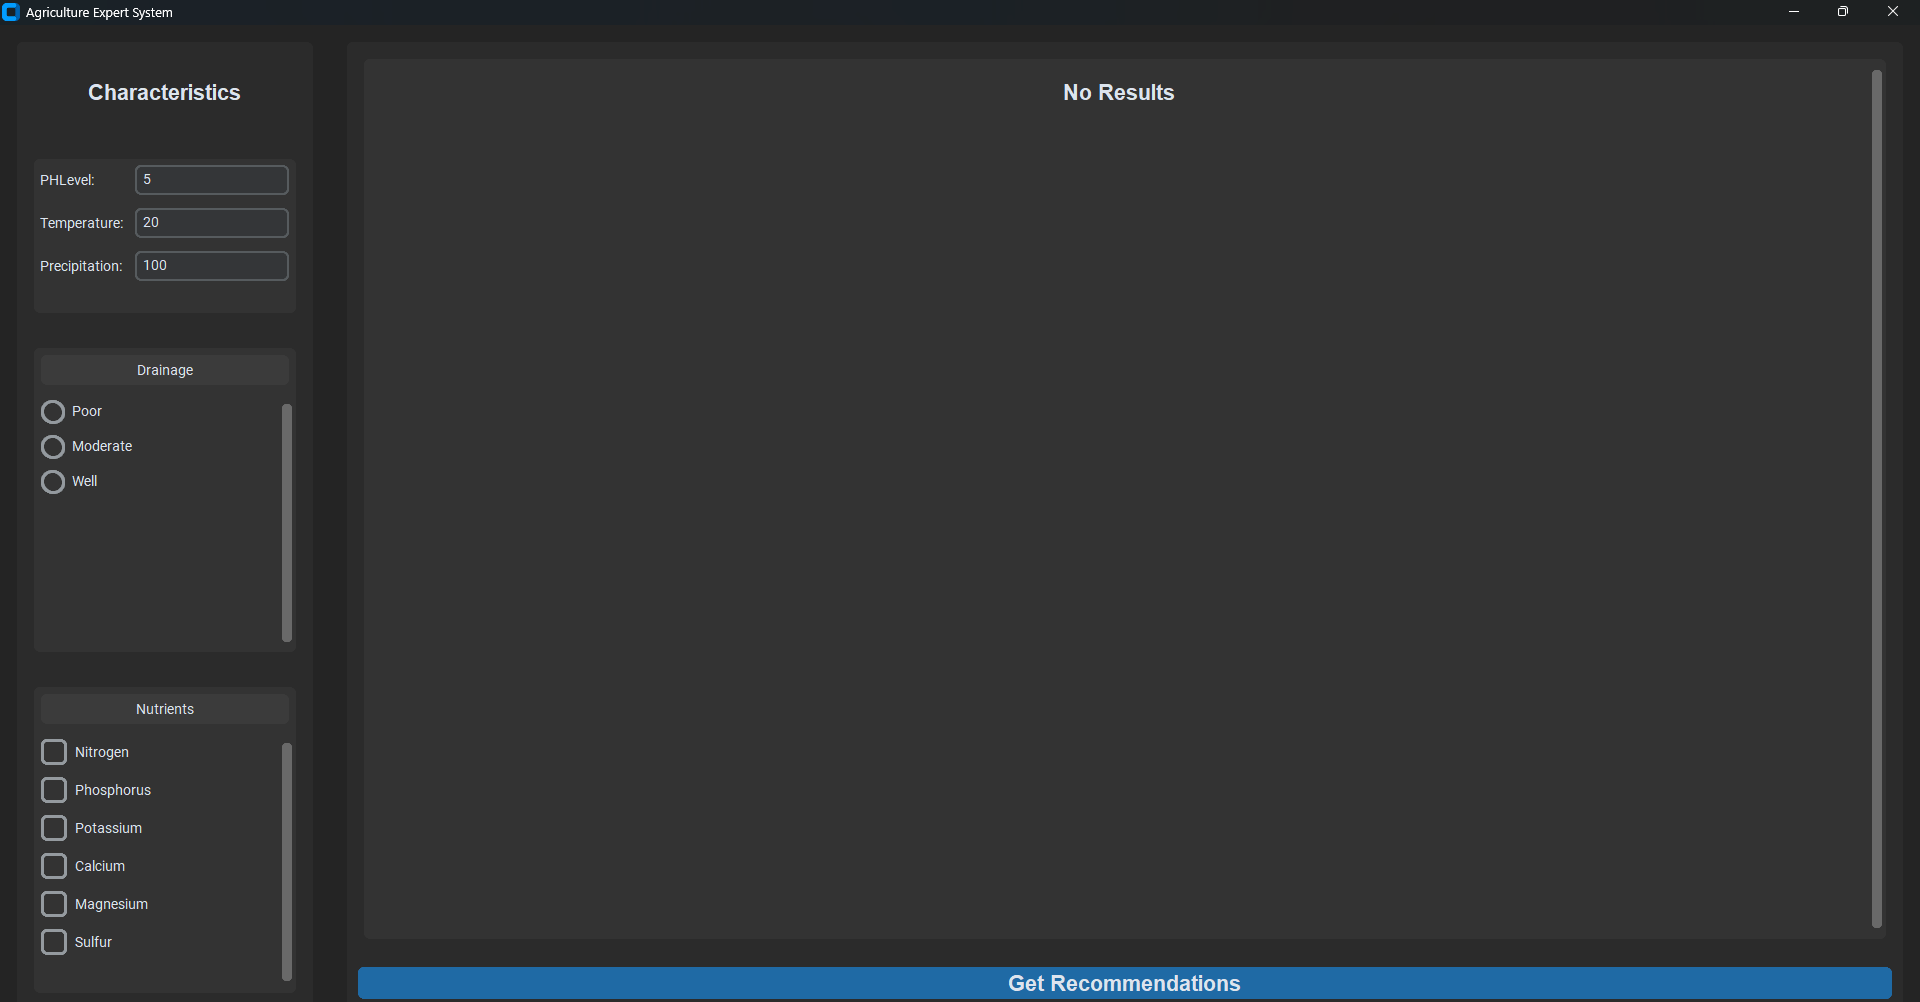 Agriculture Expert System
Characteristics
PHLevel: 5
Temperature: 20
Precipitation: 100
Drainage
Poor
Moderate
Well
Nutrients
Nitrogen
Phosphorus
Potassium
Calcium
Magnesium
Sulfur
No Results
Get Recommendations